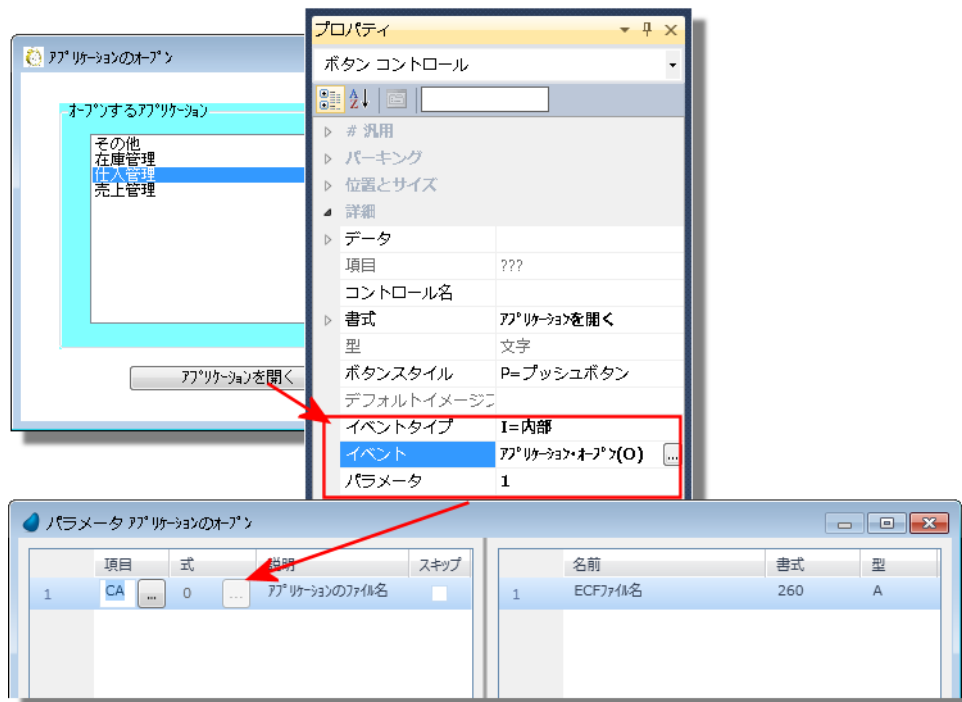 アプリケーションのオープン
オープンするアプリケーション
その他
在庫管理
仕入管理
売上管理
アプリケーションを開く
プロパティ
ボタン コントロール
# 汎用
パーキング
位置とサイズ
詳細
データ
項目 ???
コントロール名
書式 アプリケーションを開く
型 文字
ボタンスタイル P=プッシュボタン
デフォルトイメージフ
イベントタイプ I=内部
イベント アプリケーション・オープン(O) ...
パラメータ 1
パラメータ アプリケーションのオープン
項目 式 説明 スキップ
1 CA ... 0 ... アプリケーションのファイル名
名前 書式 型
1 ECFファイル名 260 A